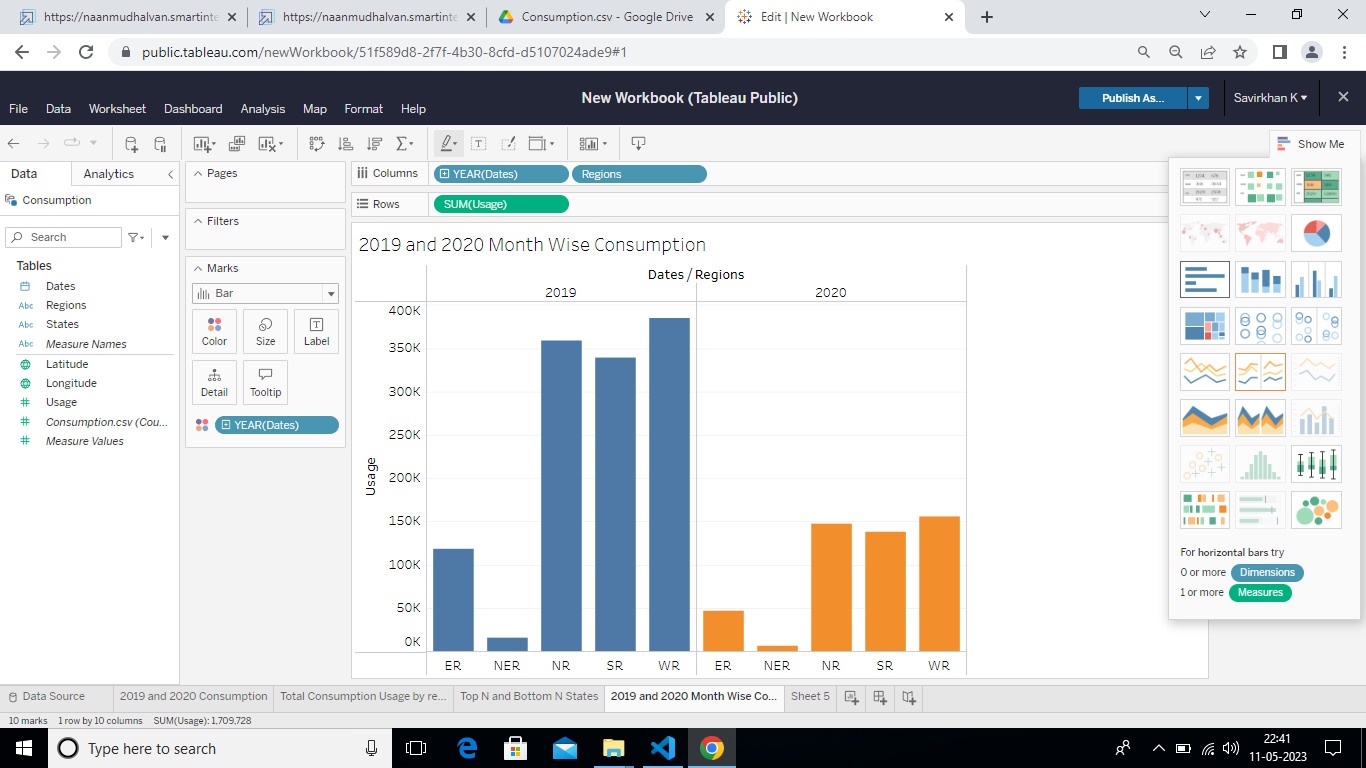 https://naanmudhalvan.smartinte
https://naanmudhalvan.smartinte
Consumption.csv - Google Drive
Edit | New Workbook
public.tableau.com/newWorkbook/51f589d8-2f7f-4b30-8cfd-d5107024ade9#1
New Workbook (Tableau Public)
Publish As...
Savirkhan K
File Data Worksheet Dashboard Analysis Map Format Help
Show Me
Data Analytics
Consumption
Search
Tables
Dates
Abc Regions
Abc States
Abc Measure Names
Latitude
Longitude
Usage
Consumption.csv (Cou...
Measure Values
Pages
Filters
Marks
Bar
Color Size Label
Detail Tooltip
YEAR(Dates)
Columns YEAR(Dates) Regions
Rows SUM(Usage)
2019 and 2020 Month Wise Consumption
Dates / Regions
2019 2020
Usage
400K
350K
300K
250K
200K
150K
100K
50K
0K
ER NER NR SR WR ER NER NR SR WR
For horizontal bars try
0 or more Dimensions
1 or more Measures
Data Source 2019 and 2020 Consumption Total Consumption Usage by re... Top N and Bottom N States 2019 and 2020 Month Wise Co... Sheet 5
10 marks 1 row by 10 columns SUM(Usage): 1,709,728
Type here to search
22:41
11-05-2023